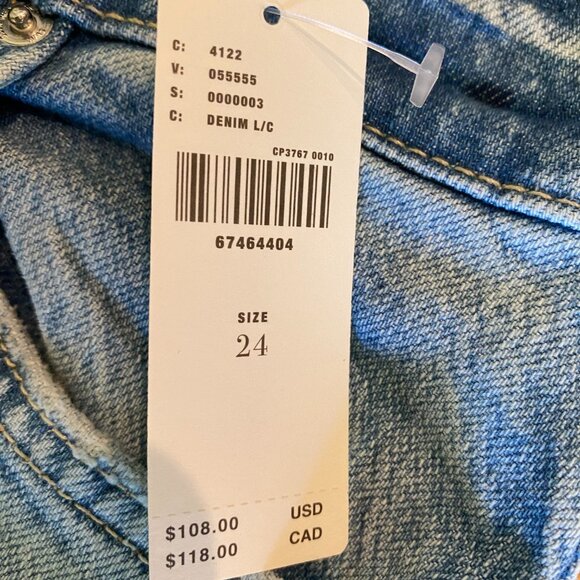 C: 4122
V: 055555
S: 0000003
C: DENIM L/C
CP3767 0010
67464404
SIZE
24
$108.00 USD
$118.00 CAD